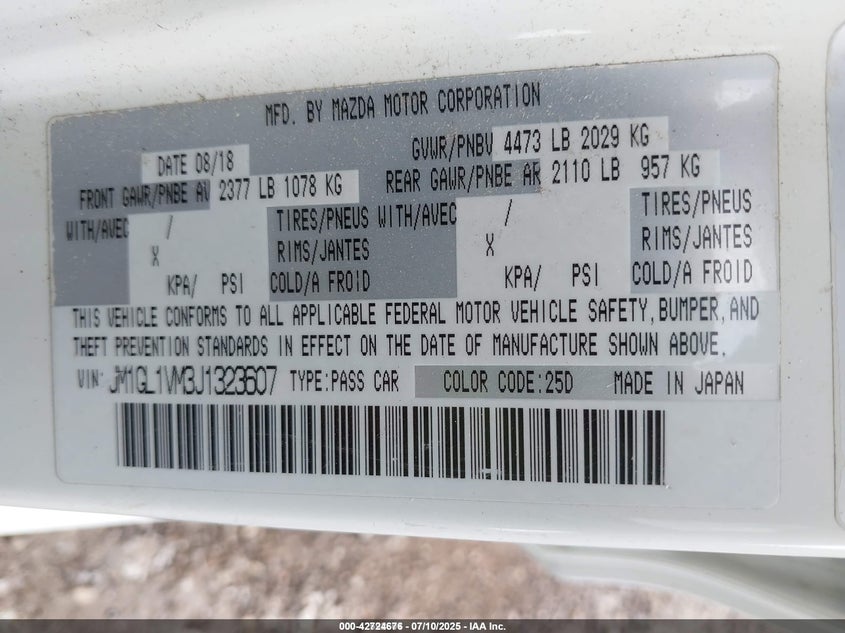 MFD. BY MAZDA MOTOR CORPORATION
DATE 08/18 GVWR/PNBV 4473 LB 2029 KG
FRONT GAWR/PNBE AV 2377 LB 1078 KG REAR GAWR/PNBE AR 2110 LB 957 KG
WITH/AVEC / TIRES/PNEUS WITH/AVEC / TIRES/PNEUS
X RIMS/JANTES X RIMS/JANTES
KPA/ PSI COLD/A FROID KPA/ PSI COLD/A FROID
THIS VEHICLE CONFORMS TO ALL APPLICABLE FEDERAL MOTOR VEHICLE SAFETY, BUMPER, AND
THEFT PREVENTION STANDARDS IN EFFECT ON THE DATE OF MANUFACTURE SHOWN ABOVE.
VIN: JM1GL1VM3J1323607 TYPE:PASS CAR COLOR CODE:25D MADE IN JAPAN
000-42724676 • 07/10/2025 - IAA Inc.